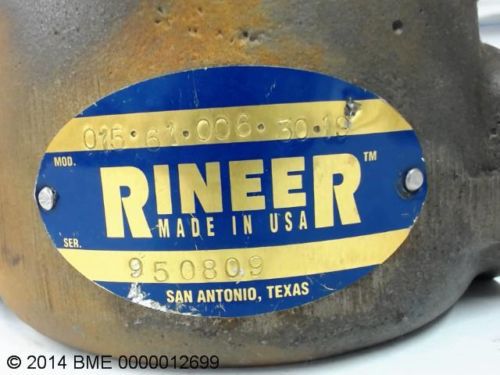 015·61·006·30·19
MOD.
RINEER™
MADE IN USA
SER.
950809
SAN ANTONIO, TEXAS
© 2014 BME 0000012699